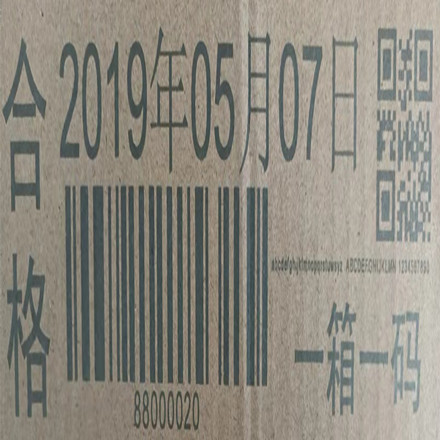 合格
2019年05月07日
abcdefghijklmnopqrstuvwxyz ABCDEFGHIJKLMN 1234567890
88000020
一箱一码